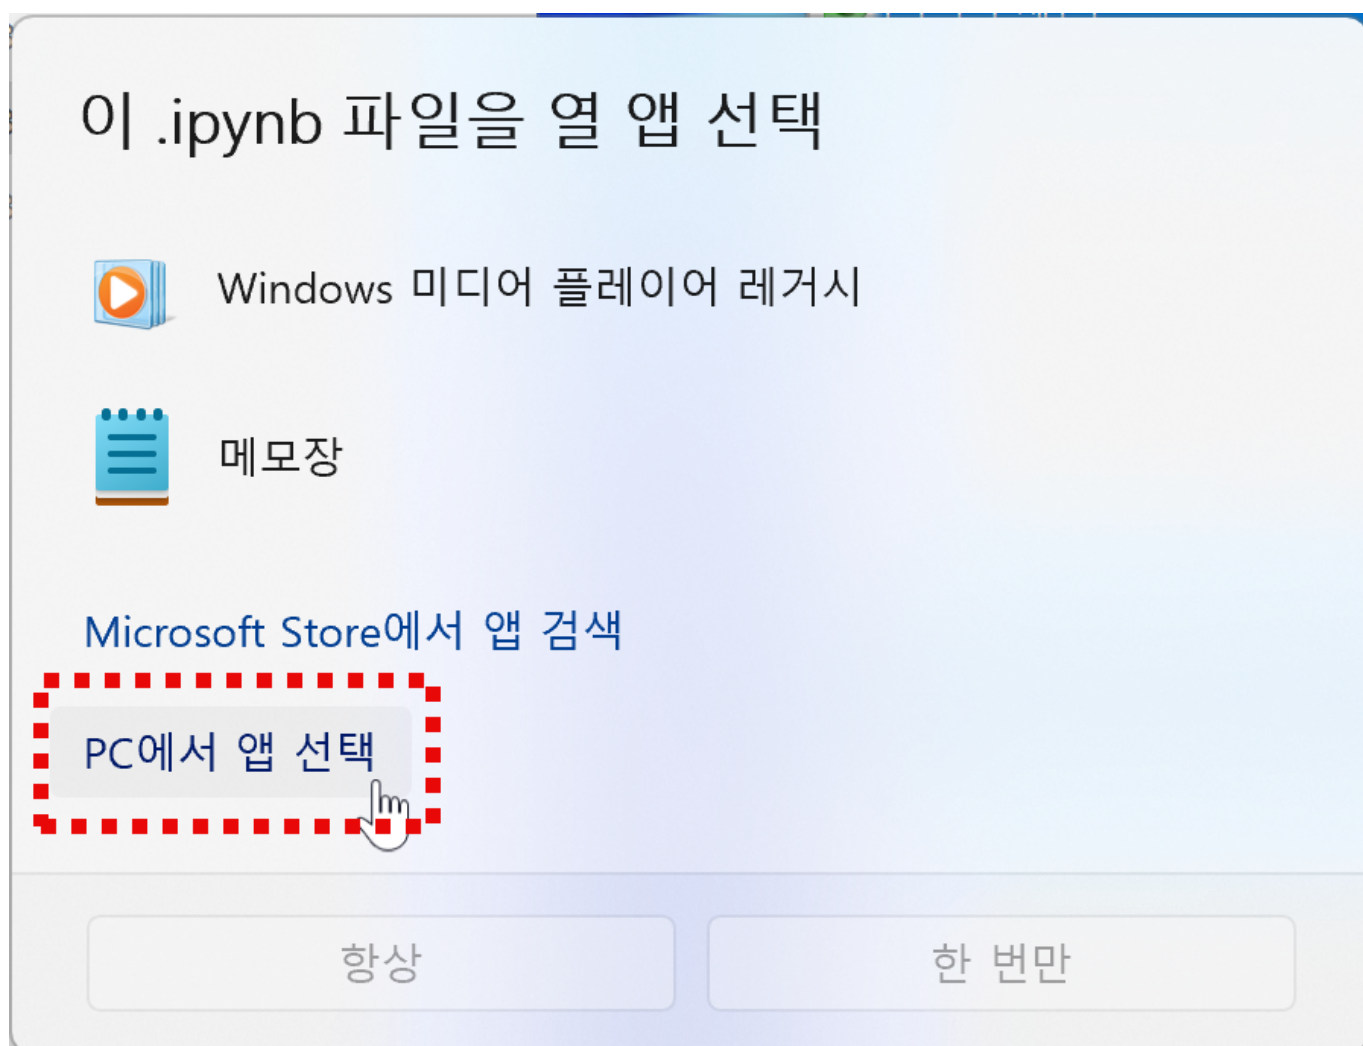 이 .ipynb 파일을 열 앱 선택
Windows 미디어 플레이어 레거시
메모장
Microsoft Store에서 앱 검색
PC에서 앱 선택
항상
한 번만